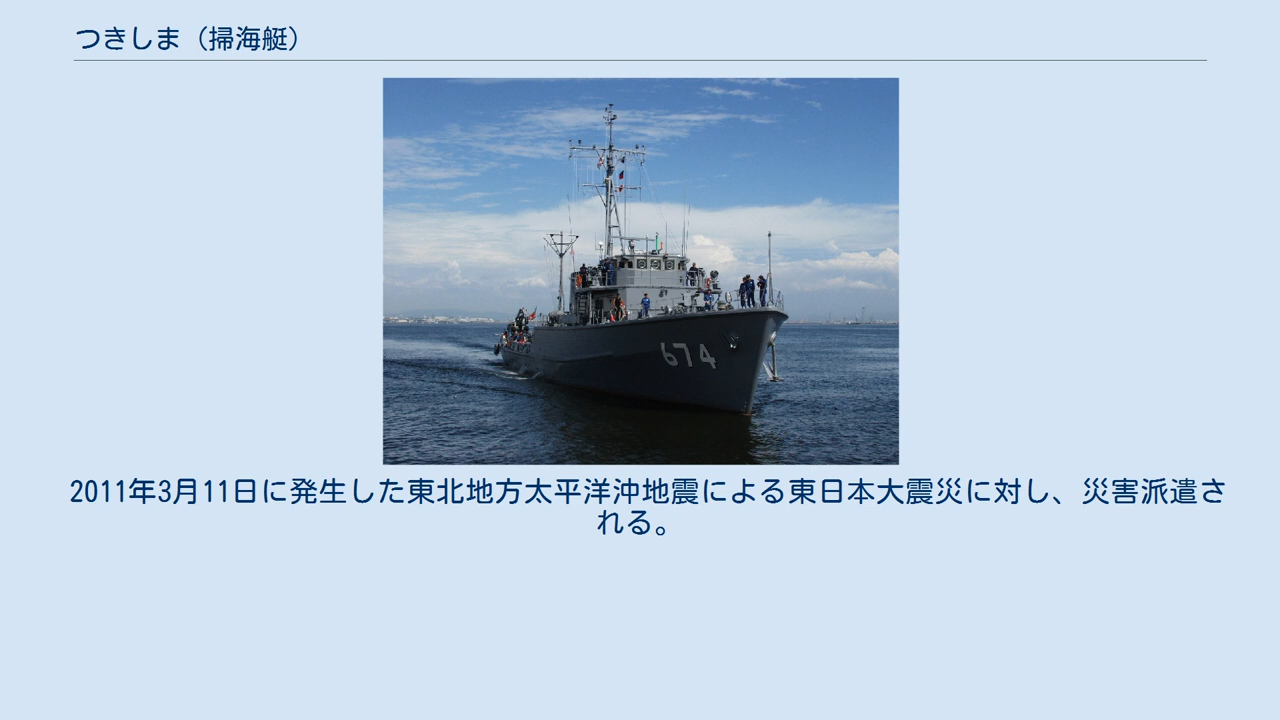 つきしま（掃海艇）
674
2011年3月11日に発生した東北地方太平洋沖地震による東日本大震災に対し、災害派遣さ
れる。